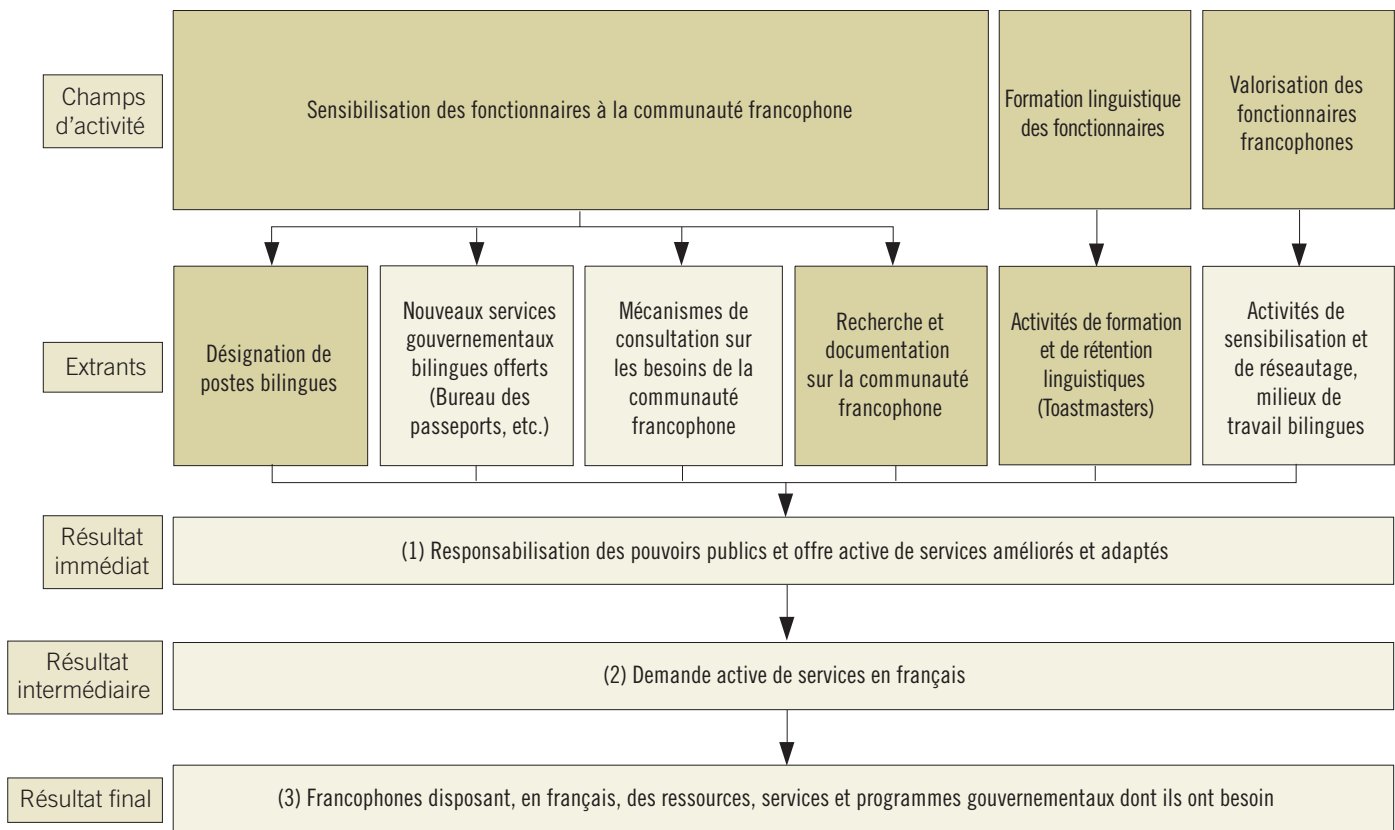 Champs
d'activité
Sensibilisation des fonctionnaires à la communauté francophone
Formation linguistique
des fonctionnaires
Valorisation des
fonctionnaires
francophones
Extrants
Désignation de
postes bilingues
Nouveaux services
gouvernementaux
bilingues offerts
(Bureau des
passeports, etc.)
Mécanismes de
consultation sur
les besoins de la
communauté
francophone
Recherche et
documentation
sur la communauté
francophone
Activités de formation
et de rétention
linguistiques
(Toastmasters)
Activités de
sensibilisation et
de réseautage,
milieux de
travail bilingues
Résultat
immédiat
(1) Responsabilisation des pouvoirs publics et offre active de services améliorés et adaptés
Résultat
intermédiaire
(2) Demande active de services en français
Résultat final
(3) Francophones disposant, en français, des ressources, services et programmes gouvernementaux dont ils ont besoin